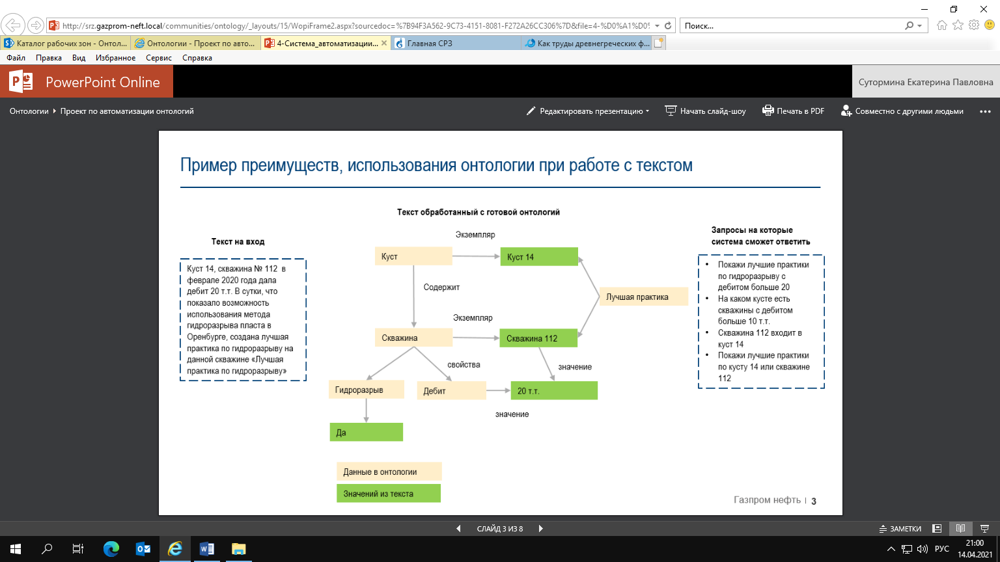 http://srz.gazprom-neft.local/communities/ontology/_layouts/15/WopiFrame2.aspx?sourcedoc=%7B94F3A562-9C73-4151-8081-F272A26CC306%7D&file=4-%D0%A1%D0%
Поиск...
Каталог рабочих зон - Онтол...
Онтологии - Проект по авто...
4-Система_автоматизации...
Главная СРЗ
Как труды древнегреческих ф...
Файл Правка Вид Избранное Сервис Справка
PowerPoint Online
Сутормина Екатерина Павловна
Онтологии Проект по автоматизации онтологий
Редактировать презентацию
Начать слайд-шоу
Печать в PDF
Совместно с другими людьми
Пример преимуществ, использования онтологии при работе с текстом
Текст обработанный с готовой онтологий
Текст на вход
Куст 14, скважина № 112 в
феврале 2020 года дала
дебит 20 т.т. В сутки, что
показало возможность
использования метода
гидроразрыва пласта в
Оренбурге, создана лучшая
практика по гидроразрыву на
данной скважине «Лучшая
практика по гидроразрыву»
Экземпляр
Куст
Куст 14
Содержит
Лучшая практика
Экземпляр
Скважина
Скважина 112
свойства
значение
Гидроразрыв
Дебит
20 т.т.
значение
Да
Данные в онтологии
Значений из текста
Запросы на которые
система сможет ответить
• Покажи лучшие практики
по гидроразрыву с
дебитом больше 20
• На каком кусте есть
скважины с дебитом
больше 10 т.т.
• Скважина 112 входит в
куст 14
• Покажи лучшие практики
по кусту 14 или скважине
112
Газпром нефть | 3
СЛАЙД 3 ИЗ 8
ЗАМЕТКИ
РУС
21:00
14.04.2021